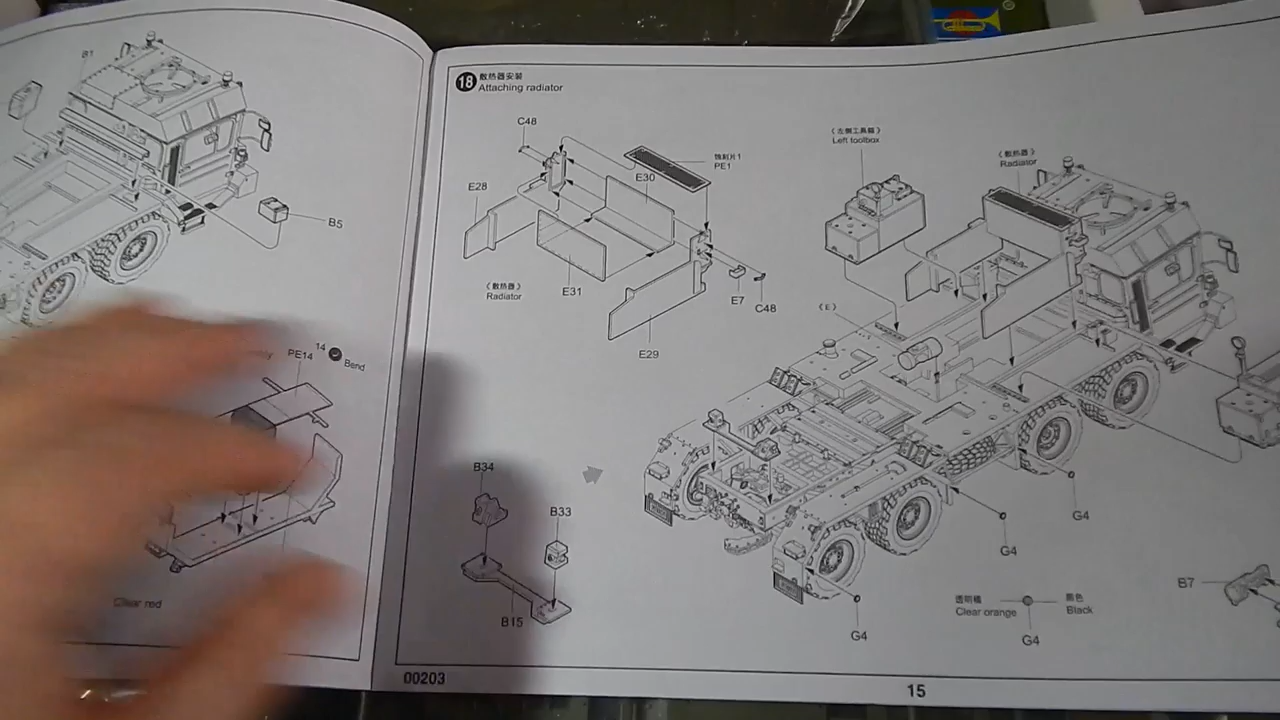 B1
B5
14
PE14
Bend
Clear red
18 散热器安装
Attaching radiator
C48
E28
E30
蚀刻片1
PE1
《散热器》
Radiator
E31
E7
C48
E29
《左侧工具箱》
Left toolbox
《散热器》
Radiator
《E》
B34
B33
B15
G4
G4
G4
透明橘
Clear orange
黑色
Black
G4
B7
00203
15